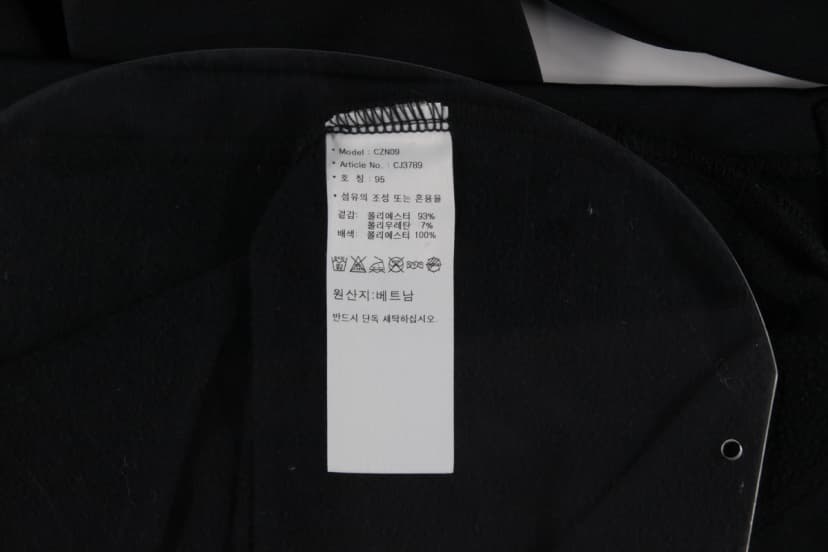 * Model : CZN09
* Article No. : CJ3789
* 호 칭 : 95
* 섬유의 조성 또는 혼용율
겉감: 폴리에스터 93%
폴리우레탄 7%
배색: 폴리에스터 100%
원산지:베트남
반드시 단독 세탁하십시오.